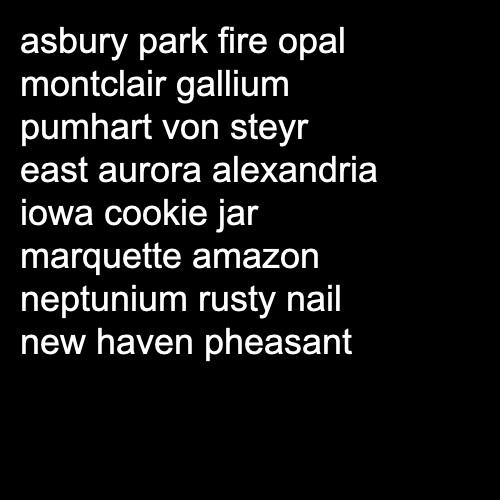 asbury park fire opal
montclair gallium
pumhart von steyr
east aurora alexandria
iowa cookie jar
marquette amazon
neptunium rusty nail
new haven pheasant